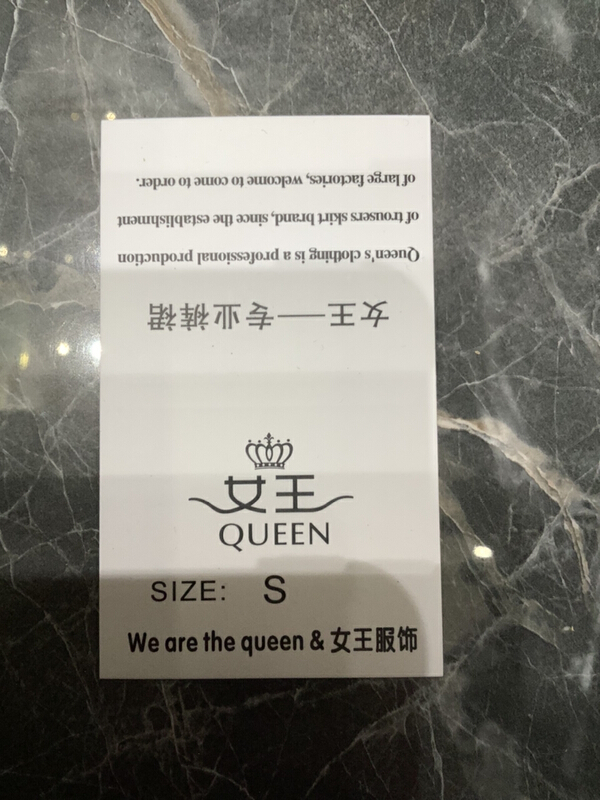 女王
QUEEN
SIZE: S
We are the queen & 女王服饰
女王——专业裤裙
Queen's clothing is a professional production
of trousers skirt brand, since the establishment
of large factories, welcome to come to order.